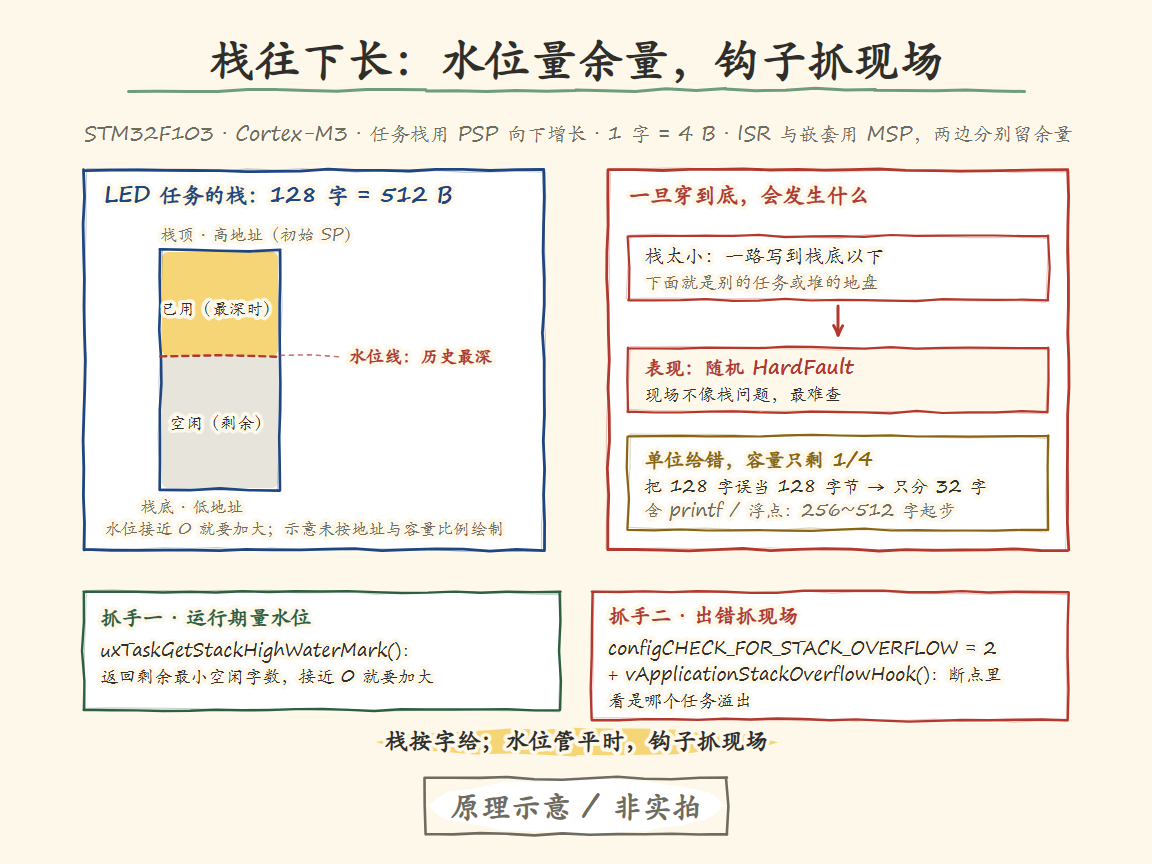 栈往下长：水位量余量，钩子抓现场
STM32F103 · Cortex-M3 · 任务栈用 PSP 向下增长 · 1 字 = 4 B · ISR 与嵌套用 MSP，两边分别留余量
LED 任务的栈：128 字 = 512 B
栈顶 · 高地址（初始 SP）
已用（最深时）
水位线：历史最深
空闲（剩余）
栈底 · 低地址
水位接近 0 就要加大；示意未按地址与容量比例绘制
一旦穿到底，会发生什么
栈太小：一路写到栈底以下
下面就是别的任务或堆的地盘
表现：随机 HardFault
现场不像栈问题，最难查
单位给错，容量只剩 1/4
把 128 字误当 128 字节 → 只分 32 字
含 printf / 浮点：256~512 字起步
抓手一 · 运行期量水位
uxTaskGetStackHighWaterMark()：
返回剩余最小空闲字数，接近 0 就要加大
抓手二 · 出错抓现场
configCHECK_FOR_STACK_OVERFLOW = 2
+ vApplicationStackOverflowHook()：断点里
看是哪个任务溢出
栈按字给；水位管平时，钩子抓现场
原理示意 / 非实拍